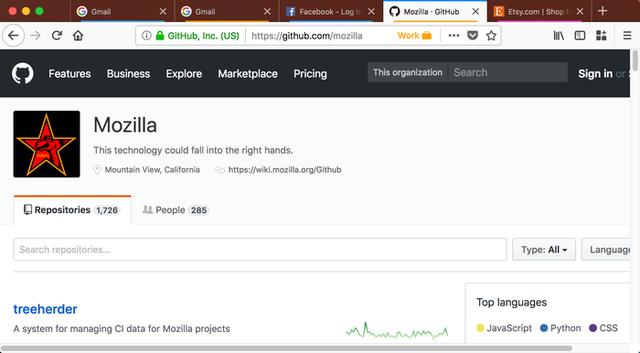 Gmail
Gmail
Facebook - Log In
Mozilla · GitHub
Etsy.com | Shop f
GitHub, Inc. (US)
https://github.com/mozilla
Work
Features
Business
Explore
Marketplace
Pricing
This organization
Search
Sign in or
Mozilla
This technology could fall into the right hands.
Mountain View, California
https://wiki.mozilla.org/Github
Repositories 1,726
People 285
Search repositories...
Type: All
Language
treeherder
A system for managing CI data for Mozilla projects
Top languages
JavaScript
Python
CSS